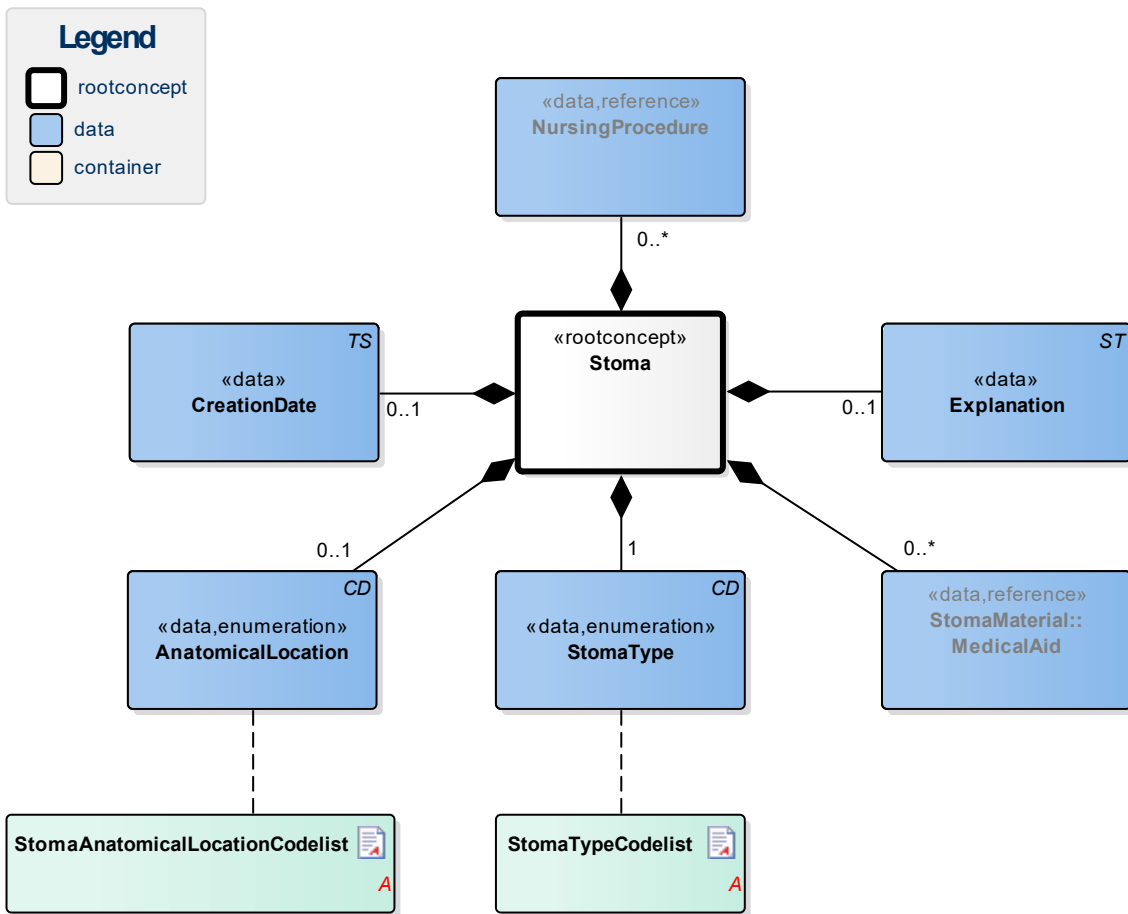 Legend
rootconcept
data
container
«data,reference»
NursingProcedure
0..*
TS
«data»
CreationDate
0..1
«rootconcept»
Stoma
ST
«data»
Explanation
0..1
0..1
1
0..*
CD
«data,enumeration»
AnatomicalLocation
CD
«data,enumeration»
StomaType
«data,reference»
StomaMaterial::
MedicalAid
StomaAnatomicalLocationCodelist
A
StomaTypeCodelist
A